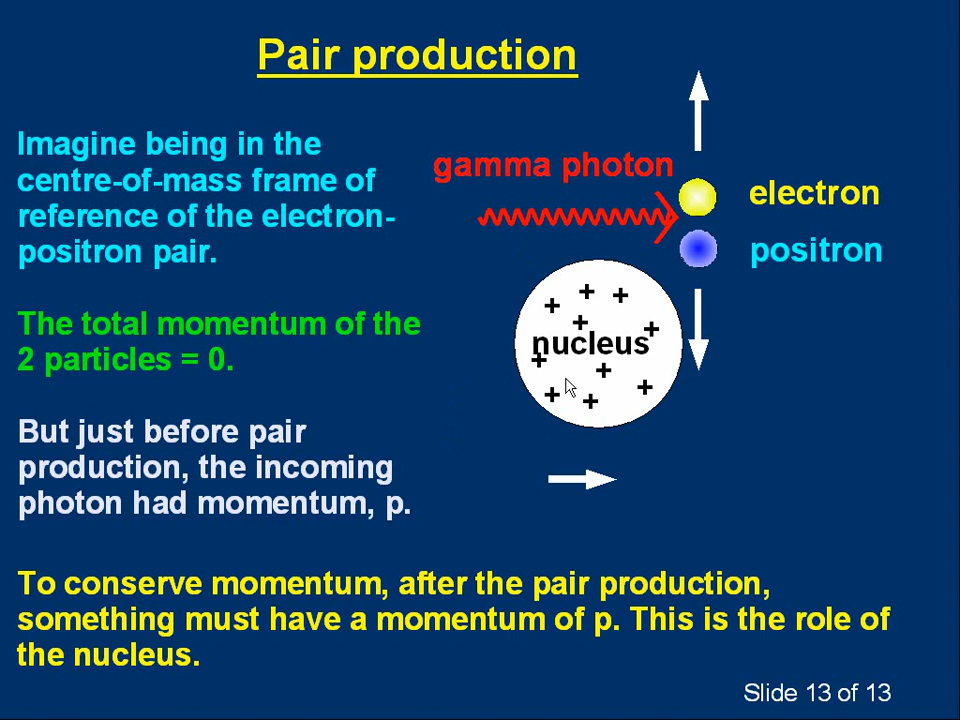 Pair production
Imagine being in the
centre-of-mass frame of
reference of the electron-
positron pair.
The total momentum of the
2 particles = 0.
But just before pair
production, the incoming
photon had momentum, p.
gamma photon
electron
positron
+ + +
+ +
nucleus
+ +
+ + +
To conserve momentum, after the pair production,
something must have a momentum of p. This is the role of
the nucleus.
Slide 13 of 13